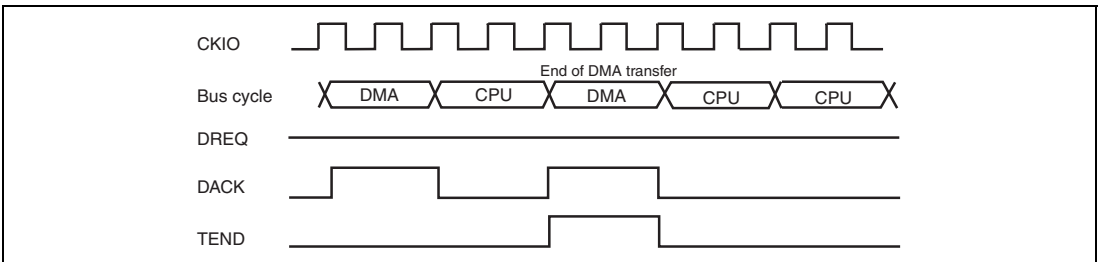 CKIO
End of DMA transfer
Bus cycle DMA CPU DMA CPU CPU
DREQ
DACK
TEND